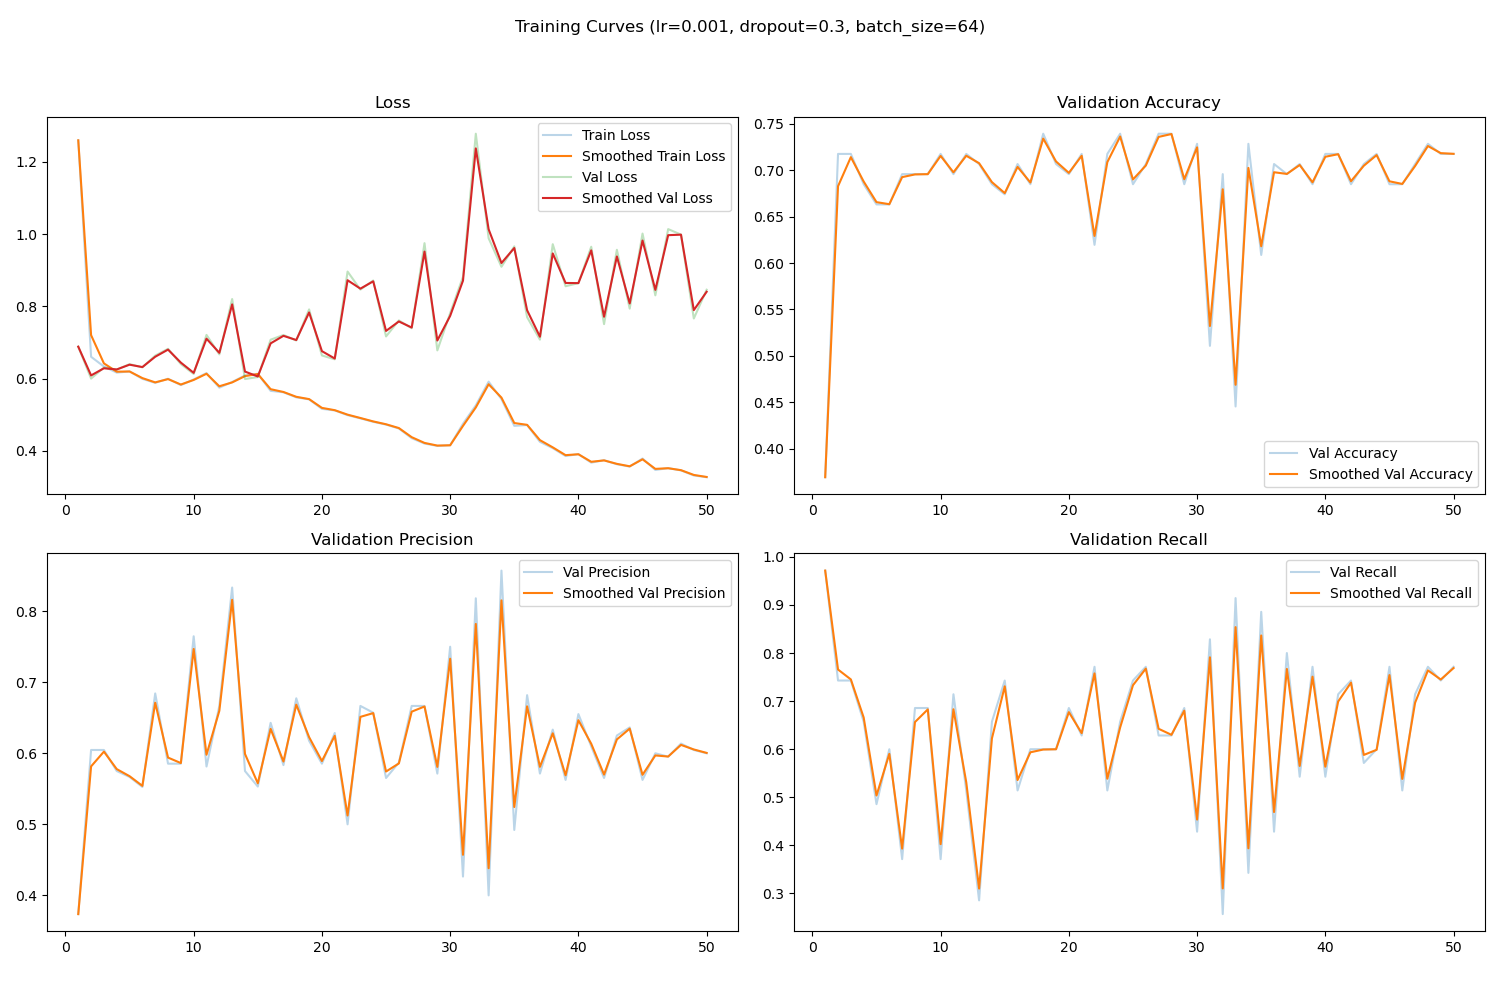 Training Curves (lr=0.001, dropout=0.3, batch_size=64)
Loss
Train Loss
Smoothed Train Loss
Val Loss
Smoothed Val Loss
1.2
1.0
0.8
0.6
0.4
0 10 20 30 40 50
Validation Accuracy
0.75
0.70
0.65
0.60
0.55
0.50
0.45
0.40
Val Accuracy
Smoothed Val Accuracy
0 10 20 30 40 50
Validation Precision
Val Precision
Smoothed Val Precision
0.8
0.7
0.6
0.5
0.4
0 10 20 30 40 50
Validation Recall
Val Recall
Smoothed Val Recall
1.0
0.9
0.8
0.7
0.6
0.5
0.4
0.3
0 10 20 30 40 50